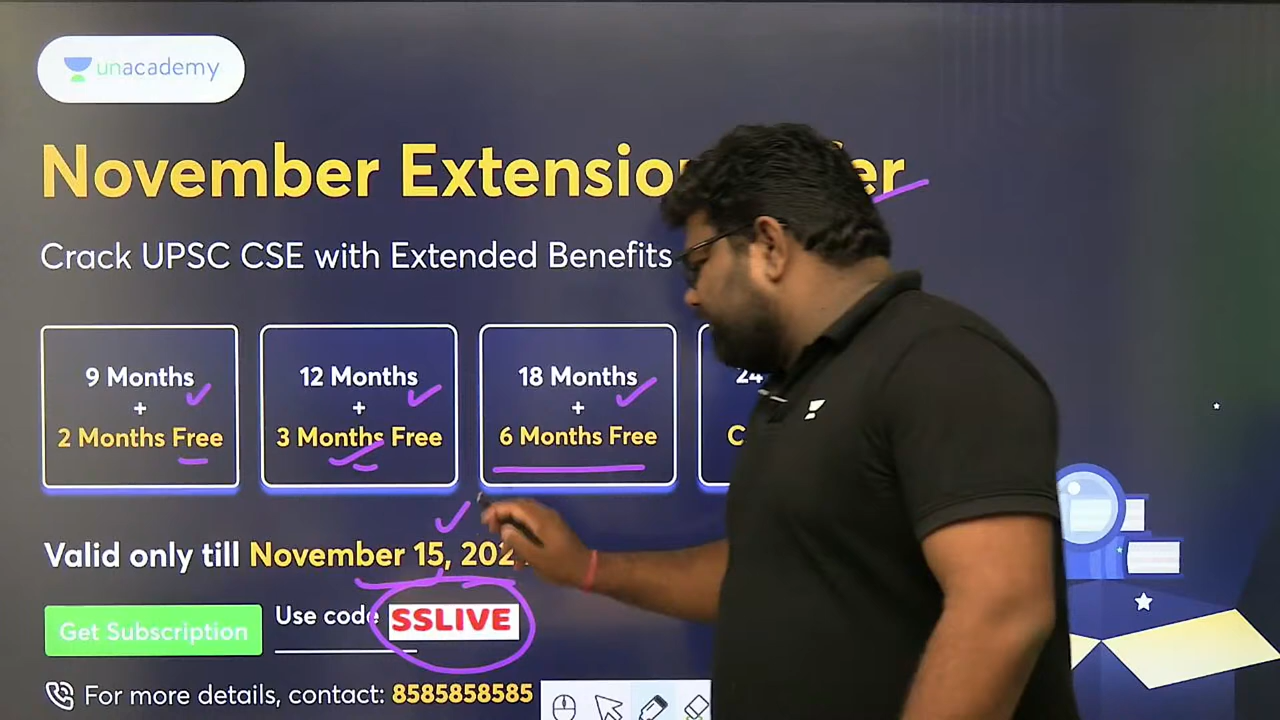 unacademy
November Extension er
Crack UPSC CSE with Extended Benefits
9 Months
+
2 Months Free
12 Months
+
3 Months Free
18 Months
+
6 Months Free
24
C
Valid only till November 15, 202
Get Subscription
Use code SSLIVE
For more details, contact: 8585858585